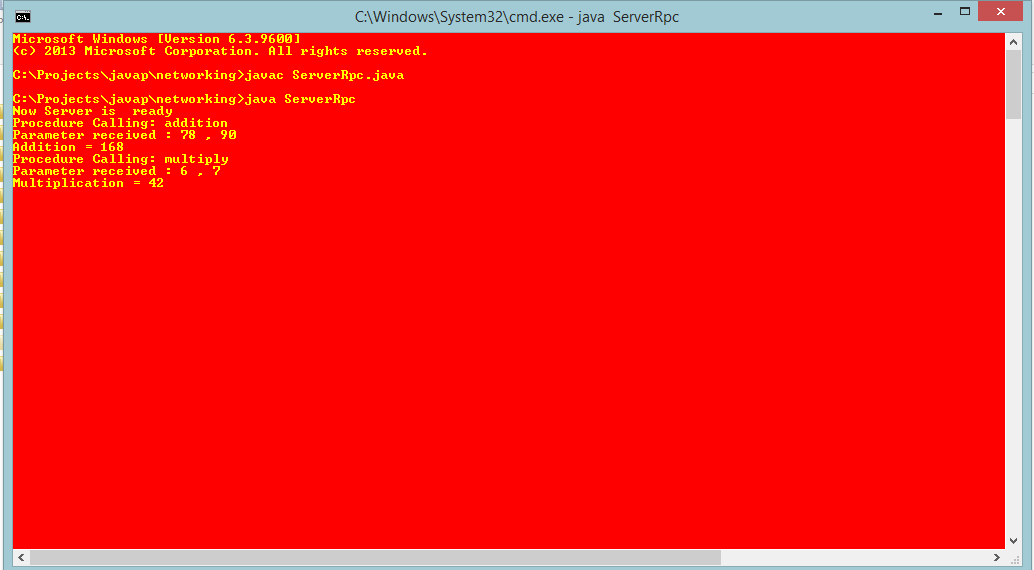 C:\Windows\System32\cmd.exe - java  ServerRpc
Microsoft Windows [Version 6.3.9600]
(c) 2013 Microsoft Corporation. All rights reserved.
C:\Projects\javap\networking>javac ServerRpc.java
C:\Projects\javap\networking>java ServerRpc
Now Server is  ready
Procedure Calling: addition
Parameter received : 78 , 90
Addition = 168
Procedure Calling: multiply
Parameter received : 6 , 7
Multiplication = 42